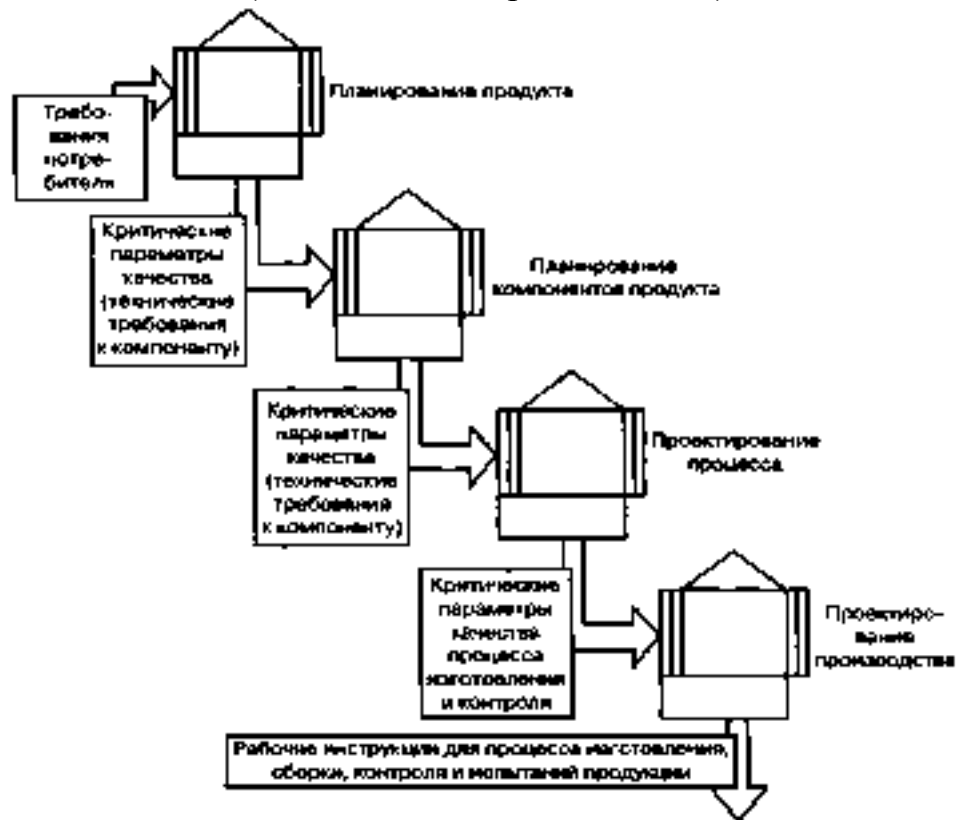 Требо-
вания
потре-
бителя
Планирование продукта
Критические
параметры
качества
(технические
требования
к компоненту)
Планирование
компонентов продукта
Критические
параметры
качества
(технические
требования
к компоненту)
Проектирование
процесса
Критические
параметры
качества
процесса
изготовления
и контроля
Проектиро-
вание
производства
Рабочие инструкции для процесса изготовления,
сборки, контроля и испытаний продукции